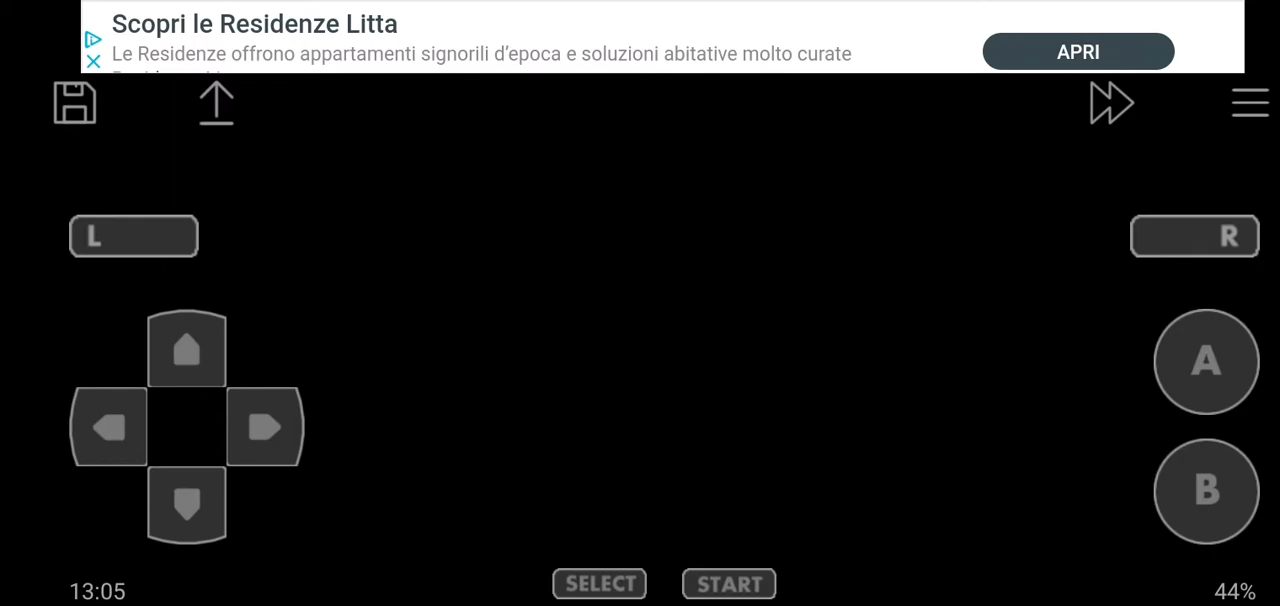 Scopri le Residenze Litta
Le Residenze offrono appartamenti signorili d'epoca e soluzioni abitative molto curate
APRI
L
R
A
B
SELECT
START
13:05
44%